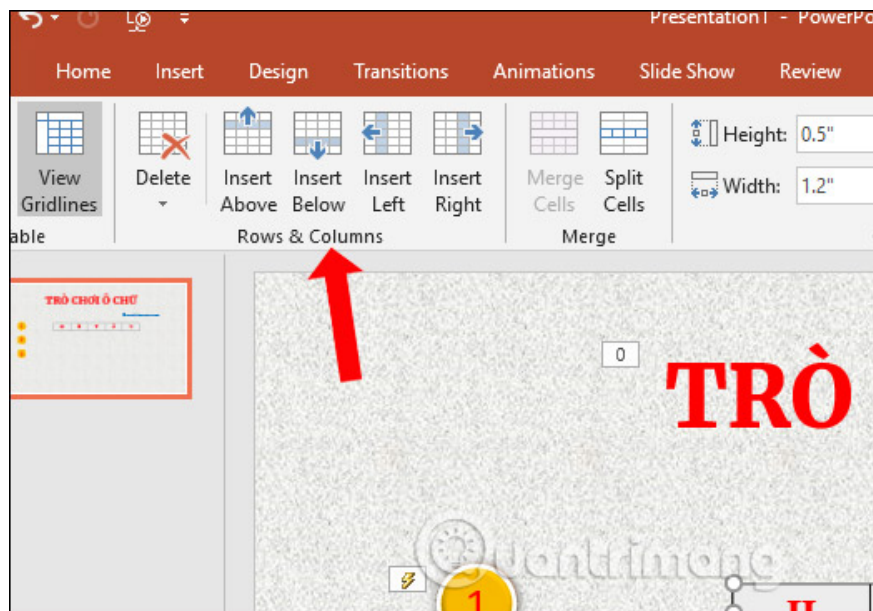 Presentation1 - PowerPo
Home Insert Design Transitions Animations Slide Show Review
View Gridlines
Delete
Insert Above
Insert Below
Insert Left
Insert Right
Merge Cells
Split Cells
Height: 0.5"
Width: 1.2"
able
Rows & Columns
Merge
TRÒ CHƠI Ô CHỮ
0
TRÒ
Quantrimang
1